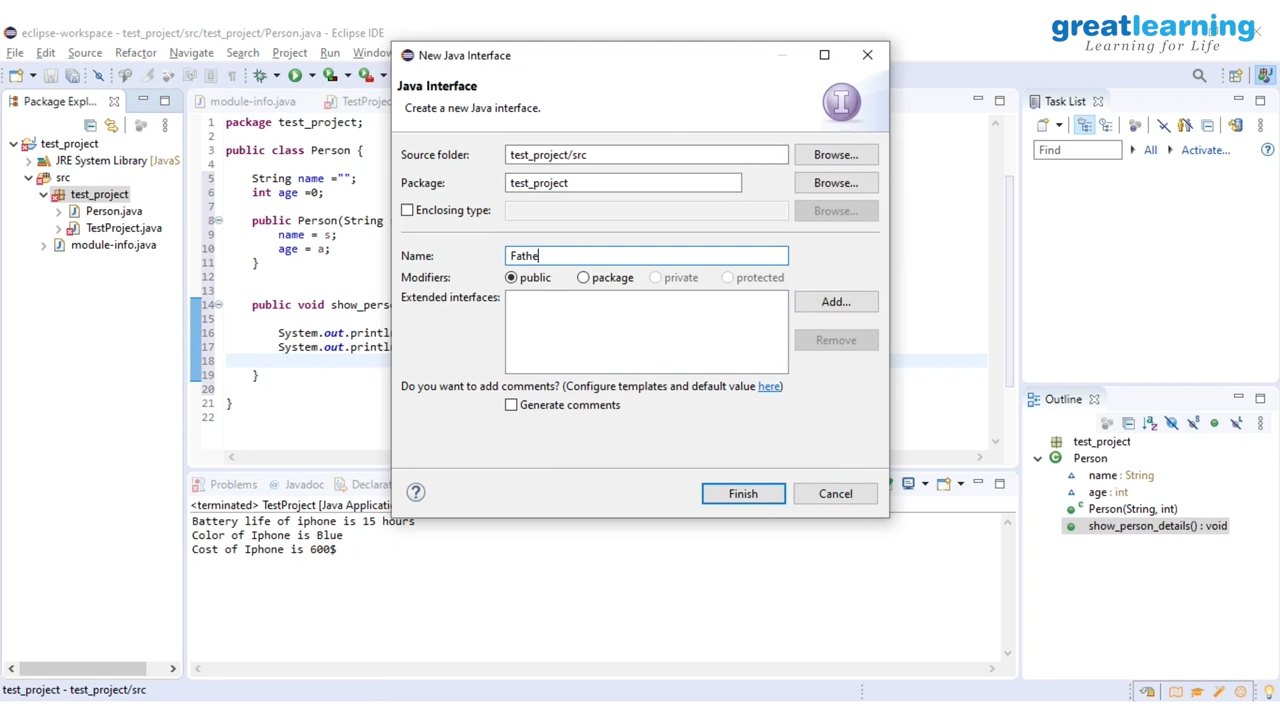 eclipse-workspace - test_project/src/test_project/Person.java - Eclipse IDE
greatlearning
Learning for Life
File Edit Source Refactor Navigate Search Project Run Window
New Java Interface
Java Interface
Create a new Java interface.
Source folder: test_project/src Browse...
Package: test_project Browse...
Enclosing type: Browse...
Name: Fathe
Modifiers: public package private protected
Extended interfaces: Add...
Remove
Do you want to add comments? (Configure templates and default value here)
Generate comments
Finish Cancel
Package Expl...
test_project
JRE System Library [JavaS
src
test_project
Person.java
TestProject.java
module-info.java
module-info.java TestProjec
1 package test_project;
2
3 public class Person {
4
5 String name ="";
6 int age =0;
7
8 public Person(String
9 name = s;
10 age = a;
11 }
12
13
14 public void show_pers
15
16 System.out.printl
17 System.out.printl
18
19 }
20
21 }
22
Problems Javadoc Declarat
<terminated> TestProject [Java Applicati
Battery life of iphone is 15 hours
Color of Iphone is Blue
Cost of Iphone is 600$
Task List
Find All Activate...
Outline
test_project
Person
name : String
age : int
Person(String, int)
show_person_details() : void
test_project - test_project/src